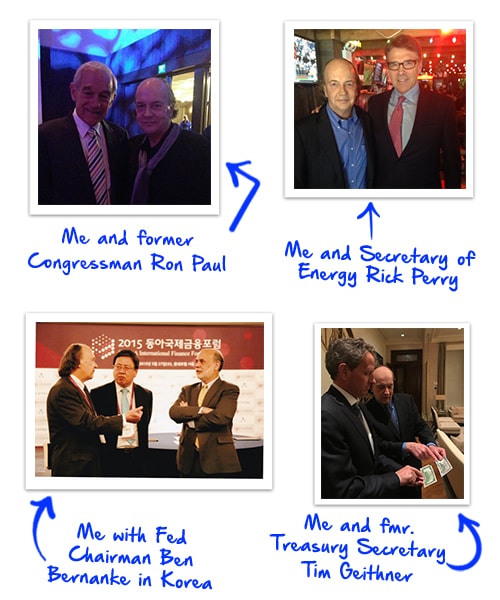 Me and former
Congressman Ron Paul
Me and Secretary of
Energy Rick Perry
2015 동아국제금융포럼
International Finance
Me with Fed
Chairman Ben
Bernanke in Korea
Me and fmr.
Treasury Secretary
Tim Geithner